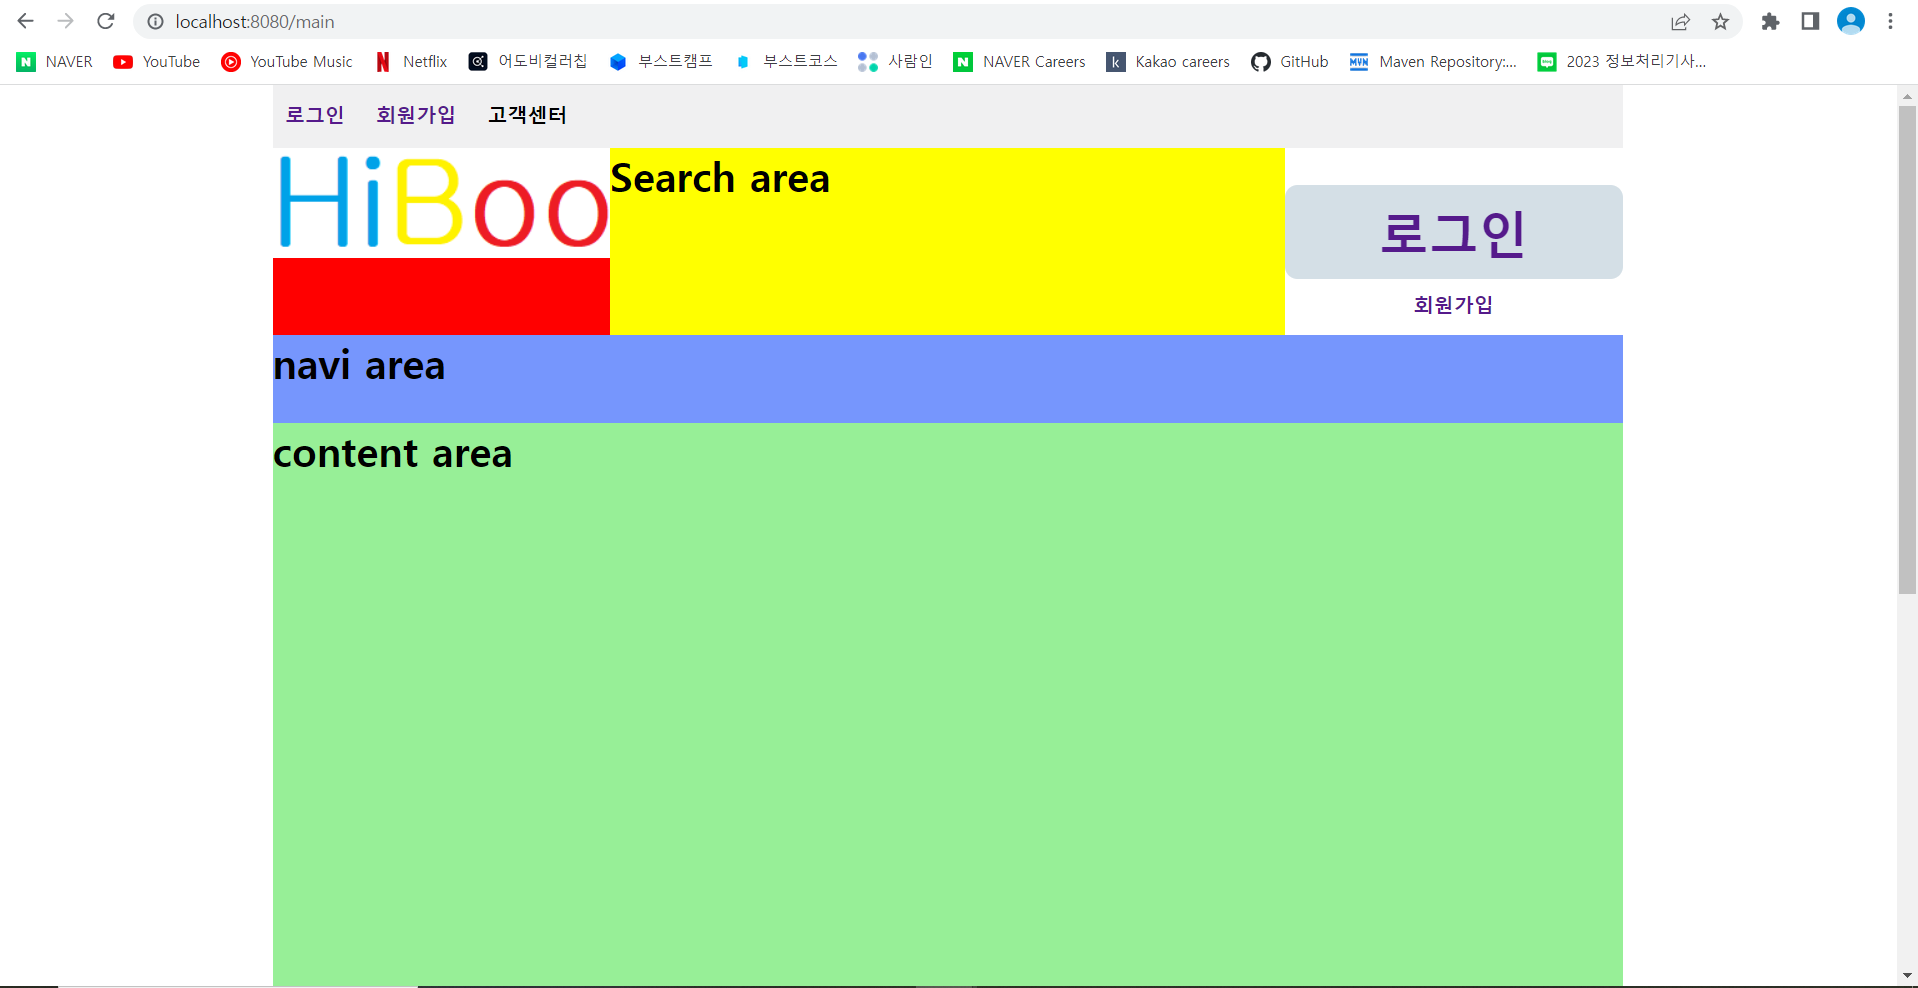 localhost:8080/main
NAVER YouTube YouTube Music Netflix 어도비컬러칩 부스트캠프 부스트코스 사람인 NAVER Careers Kakao careers GitHub Maven Repository:... 2023 정보처리기사...
로그인 회원가입 고객센터
HiBoo
Search area
로그인
회원가입
navi area
content area